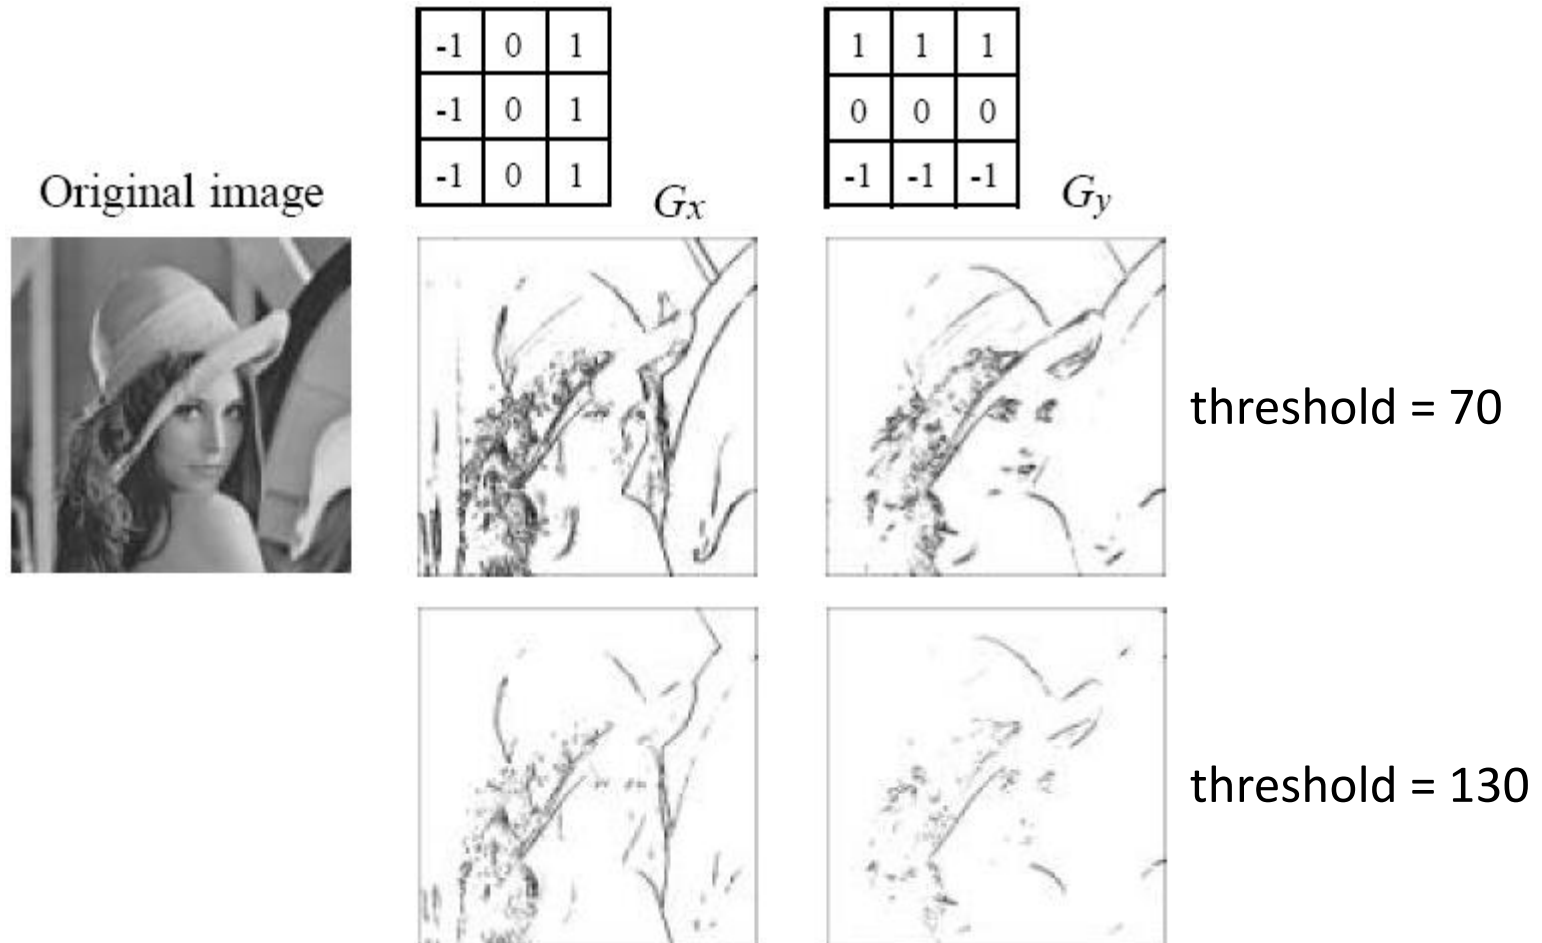 -1 0 1
-1 0 1
-1 0 1
Gx
1 1 1
0 0 0
-1 -1 -1
Gy
Original image
threshold = 70
threshold = 130